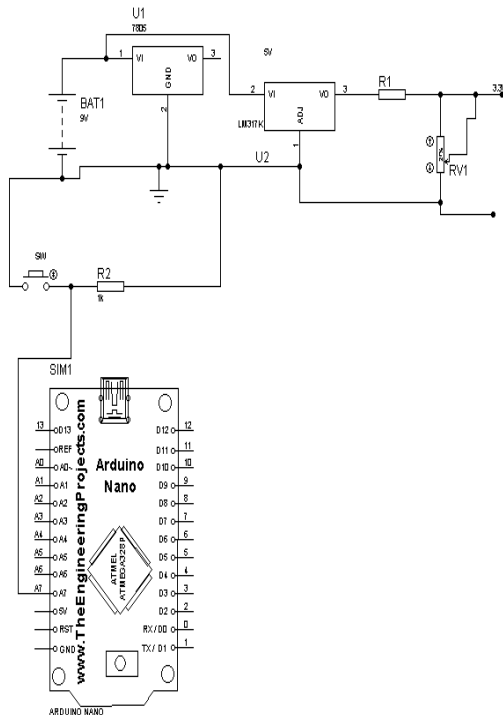 U1
7805
1 VI VO 3
GND
2
BAT1
9V
5V
2 VI VO 3
ADJ
1
LM317K
U2
R1
3.3
27%
RV1
SW
R2
1k
SIM1
www.TheEngineeringProjects.com
Arduino
Nano
ATMEL
ATMEGA328P
13 D13 D12 12
REF D11 11
A0 A0~ D10 10
A1 A1 D9 9
A2 A2 D8 8
A3 A3 D7 7
A4 A4 D6 6
A5 A5 D5 5
A6 A6 D4 4
A7 A7 D3 3
5V D2 2
RST RX/D0 0
GND TX/D1 1
ARDUINO NANO